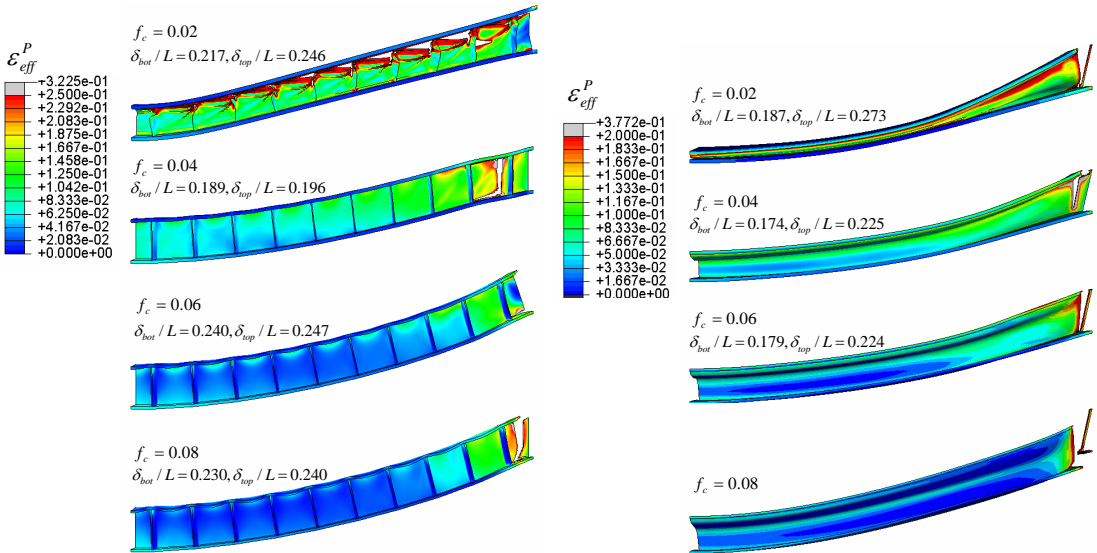 f_c = 0.02
δ_bot / L = 0.217, δ_top / L = 0.246
ε^P_eff
+3.225e-01
+2.500e-01
+2.292e-01
+2.083e-01
+1.875e-01
+1.667e-01
+1.458e-01
+1.250e-01
+1.042e-01
+8.333e-02
+6.250e-02
+4.167e-02
+2.083e-02
+0.000e+00
f_c = 0.04
δ_bot / L = 0.189, δ_top / L = 0.196
f_c = 0.06
δ_bot / L = 0.240, δ_top / L = 0.247
f_c = 0.08
δ_bot / L = 0.230, δ_top / L = 0.240
ε^P_eff
+3.772e-01
+2.000e-01
+1.833e-01
+1.667e-01
+1.500e-01
+1.333e-01
+1.167e-01
+1.000e-01
+8.333e-02
+6.667e-02
+5.000e-02
+3.333e-02
+1.667e-02
+0.000e+00
f_c = 0.02
δ_bot / L = 0.187, δ_top / L = 0.273
f_c = 0.04
δ_bot / L = 0.174, δ_top / L = 0.225
f_c = 0.06
δ_bot / L = 0.179, δ_top / L = 0.224
f_c = 0.08